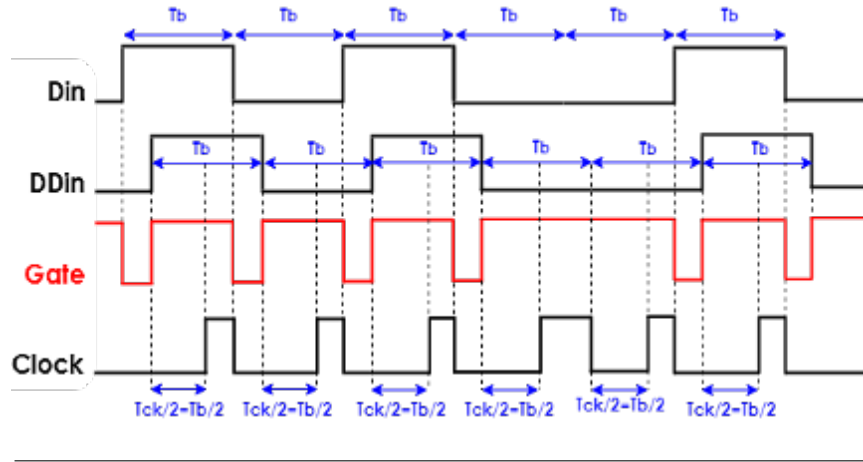 Tb Tb Tb Tb Tb Tb
Din
Tb Tb Tb Tb Tb Tb
DDin
Gate
Clock
Tck/2=Tb/2 Tck/2=Tb/2 Tck/2=Tb/2 Tck/2=Tb/2 Tck/2=Tb/2 Tck/2=Tb/2